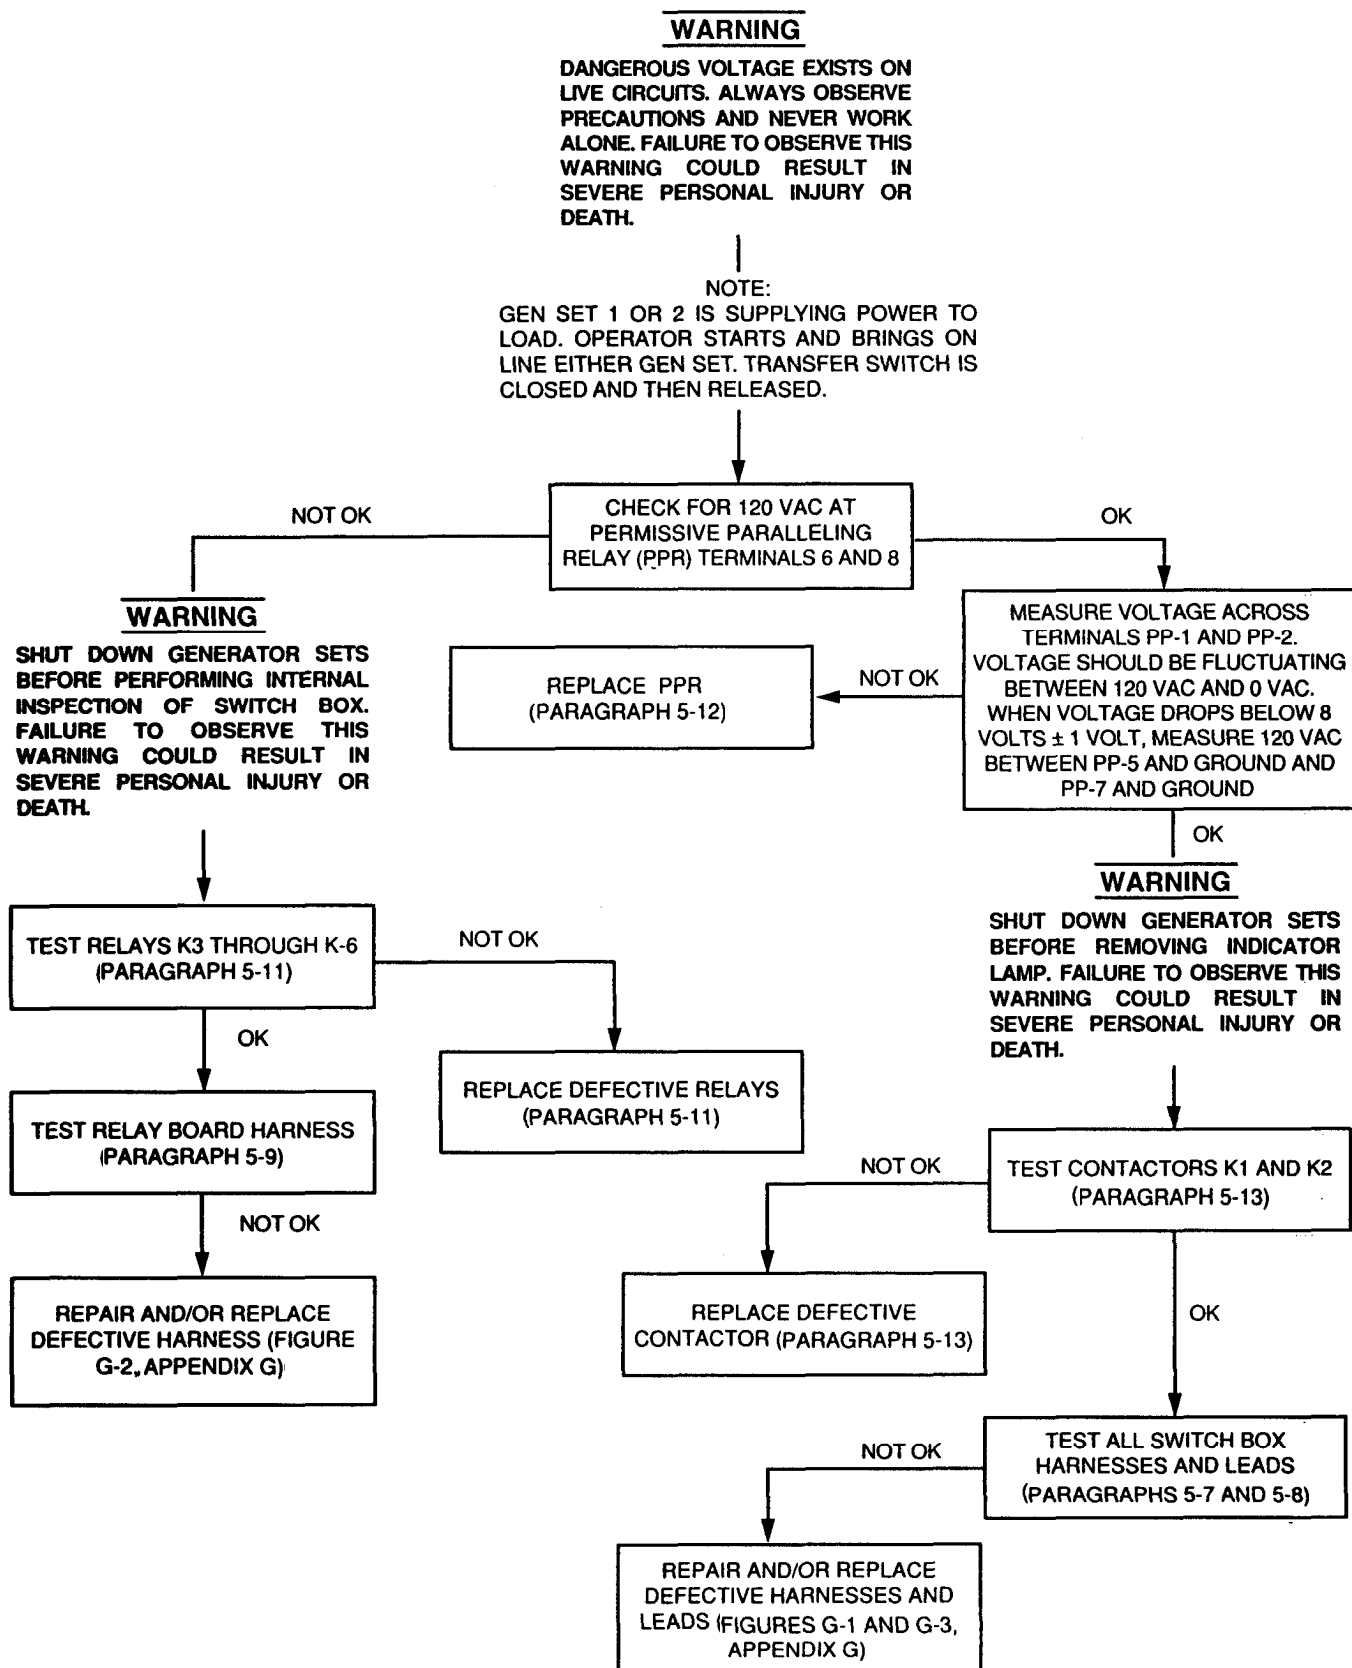 WARNING
DANGEROUS VOLTAGE EXISTS ON
LIVE CIRCUITS. ALWAYS OBSERVE
PRECAUTIONS AND NEVER WORK
ALONE. FAILURE TO OBSERVE THIS
WARNING COULD RESULT IN
SEVERE PERSONAL INJURY OR
DEATH.
NOTE:
GEN SET 1 OR 2 IS SUPPLYING POWER TO
LOAD. OPERATOR STARTS AND BRINGS ON
LINE EITHER GEN SET. TRANSFER SWITCH IS
CLOSED AND THEN RELEASED.
CHECK FOR 120 VAC AT
PERMISSIVE PARALLELING
RELAY (PPR) TERMINALS 6 AND 8
NOT OK
OK
WARNING
SHUT DOWN GENERATOR SETS
BEFORE PERFORMING INTERNAL
INSPECTION OF SWITCH BOX.
FAILURE TO OBSERVE THIS
WARNING COULD RESULT IN
SEVERE PERSONAL INJURY OR
DEATH.
MEASURE VOLTAGE ACROSS
TERMINALS PP-1 AND PP-2.
VOLTAGE SHOULD BE FLUCTUATING
BETWEEN 120 VAC AND 0 VAC.
WHEN VOLTAGE DROPS BELOW 8
VOLTS ± 1 VOLT, MEASURE 120 VAC
BETWEEN PP-5 AND GROUND AND
PP-7 AND GROUND
NOT OK
REPLACE PPR
(PARAGRAPH 5-12)
OK
WARNING
SHUT DOWN GENERATOR SETS
BEFORE REMOVING INDICATOR
LAMP. FAILURE TO OBSERVE THIS
WARNING COULD RESULT IN
SEVERE PERSONAL INJURY OR
DEATH.
TEST RELAYS K3 THROUGH K-6
(PARAGRAPH 5-11)
NOT OK
OK
REPLACE DEFECTIVE RELAYS
(PARAGRAPH 5-11)
TEST RELAY BOARD HARNESS
(PARAGRAPH 5-9)
NOT OK
REPAIR AND/OR REPLACE
DEFECTIVE HARNESS (FIGURE
G-2, APPENDIX G)
TEST CONTACTORS K1 AND K2
(PARAGRAPH 5-13)
NOT OK
REPLACE DEFECTIVE
CONTACTOR (PARAGRAPH 5-13)
OK
TEST ALL SWITCH BOX
HARNESSES AND LEADS
(PARAGRAPHS 5-7 AND 5-8)
NOT OK
REPAIR AND/OR REPLACE
DEFECTIVE HARNESSES AND
LEADS (FIGURES G-1 AND G-3,
APPENDIX G)